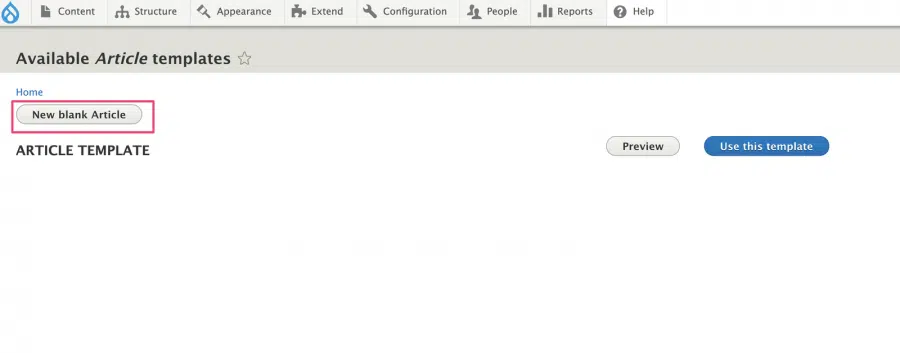 Content Structure Appearance Extend Configuration People Reports Help
Available Article templates
Home
New blank Article
ARTICLE TEMPLATE Preview Use this template